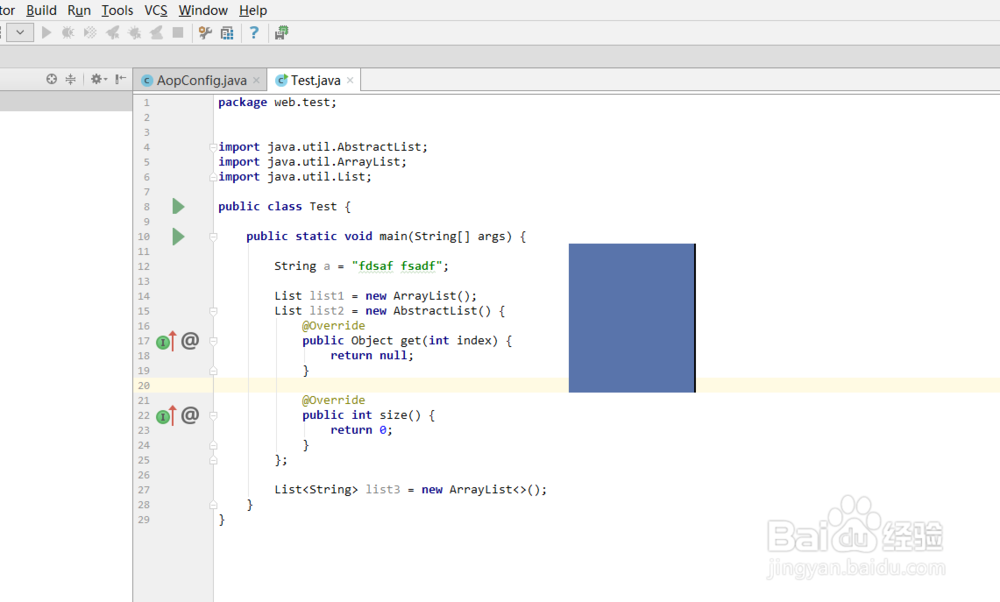 tor Build Run Tools VCS Window Help
AopConfig.java Test.java
1 package web.test;
2
3
4 import java.util.AbstractList;
5 import java.util.ArrayList;
6 import java.util.List;
7
8 public class Test {
9
10 public static void main(String[] args) {
11
12 String a = "fdsaf fsadf";
13
14 List list1 = new ArrayList();
15 List list2 = new AbstractList() {
16 @Override
17 public Object get(int index) {
18 return null;
19 }
20
21 @Override
22 public int size() {
23 return 0;
24 }
25 };
26
27 List<String> list3 = new ArrayList<>();
28 }
29 }
Baidu 经验
jingyan.baidu.com